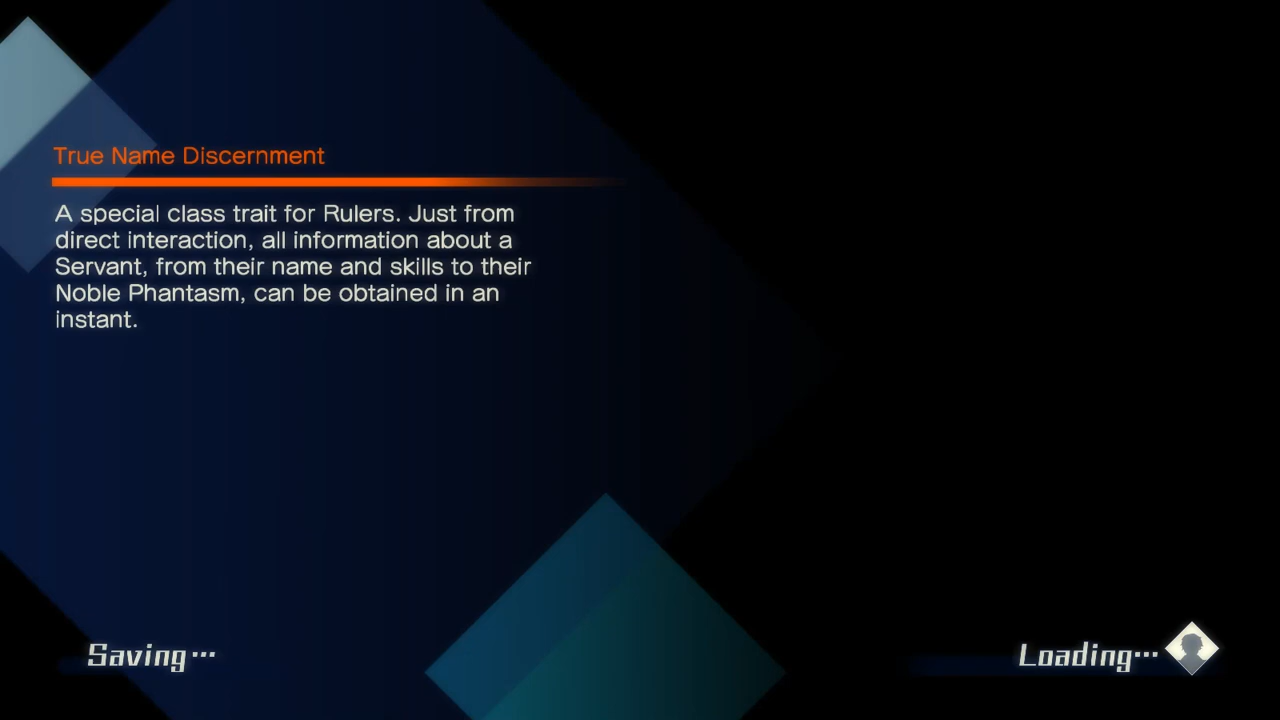 True Name Discernment
A special class trait for Rulers. Just from
direct interaction, all information about a
Servant, from their name and skills to their
Noble Phantasm, can be obtained in an
instant.
Saving…
Loading…